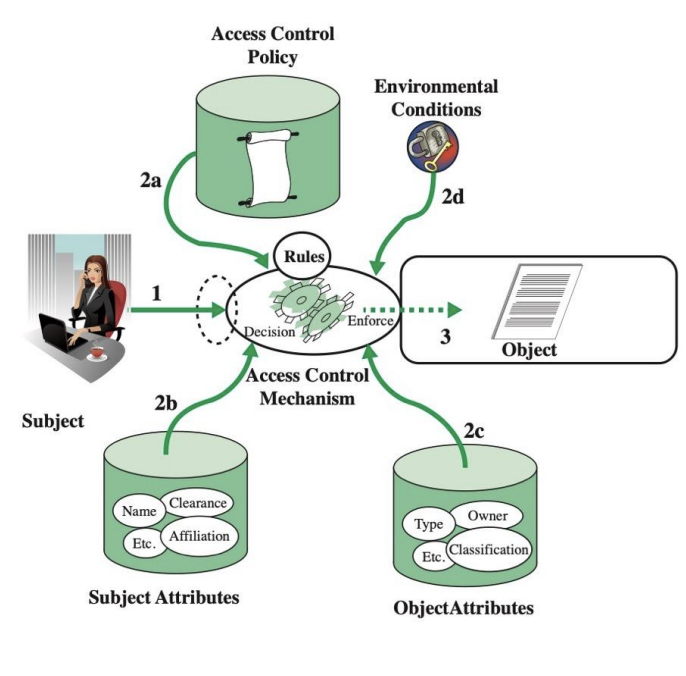 Access Control
Policy
Environmental
Conditions
2a
2d
Rules
1
Decision
Enforce
3
Object
Access Control
Mechanism
Subject
2b
2c
Name
Clearance
Etc.
Affiliation
Type
Owner
Etc.
Classification
Subject Attributes
ObjectAttributes